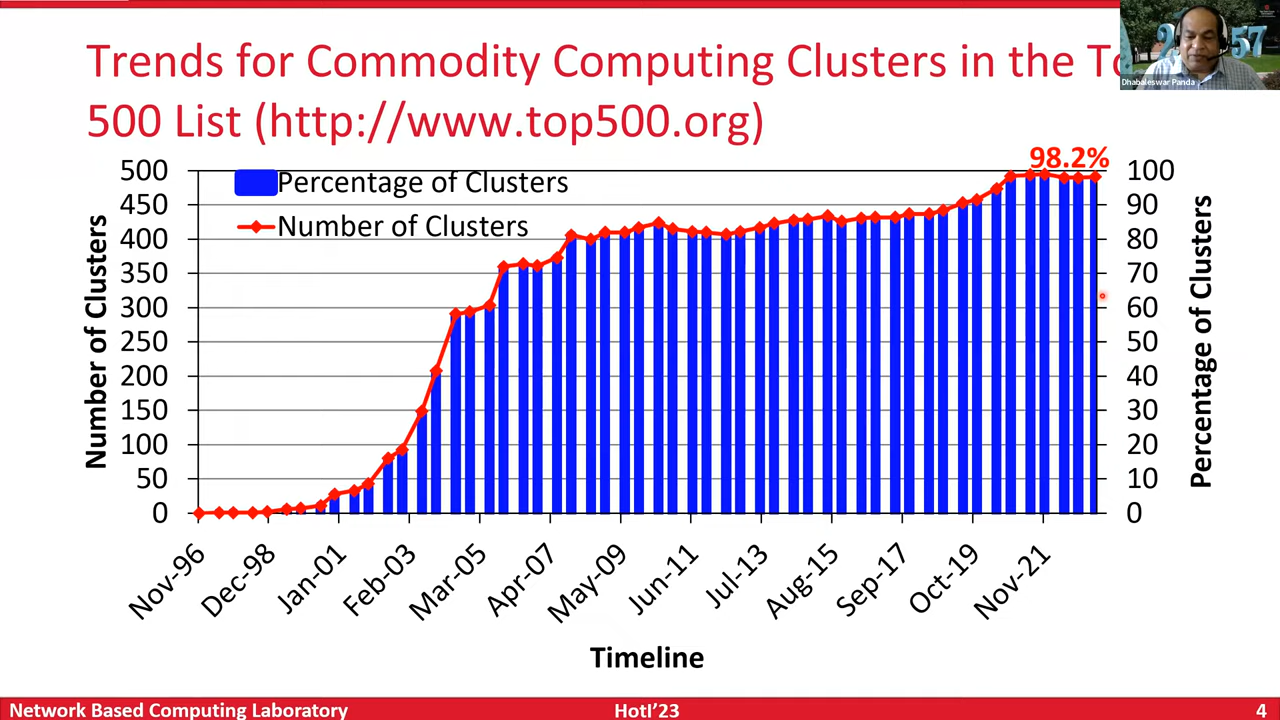 Trends for Commodity Computing Clusters in the To
500 List (http://www.top500.org)
Dhabaleswar Panda
57
98.2%
500
450
400
350
300
250
200
150
100
50
0
Number of Clusters
Percentage of Clusters
Number of Clusters
100
90
80
70
60
50
40
30
20
10
0
Percentage of Clusters
Nov-96
Dec-98
Jan-01
Feb-03
Mar-05
Apr-07
May-09
Jun-11
Jul-13
Aug-15
Sep-17
Oct-19
Nov-21
Timeline
Network Based Computing Laboratory
HotI’23
4